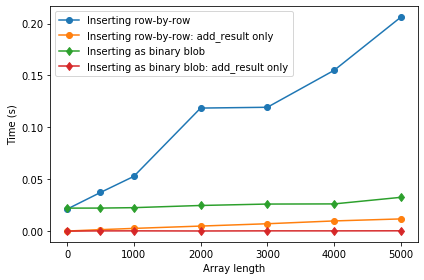 Inserting row-by-row
Inserting row-by-row: add_result only
Inserting as binary blob
Inserting as binary blob: add_result only
0.20
0.15
0.10
0.05
0.00
Time (s)
0 1000 2000 3000 4000 5000
Array length